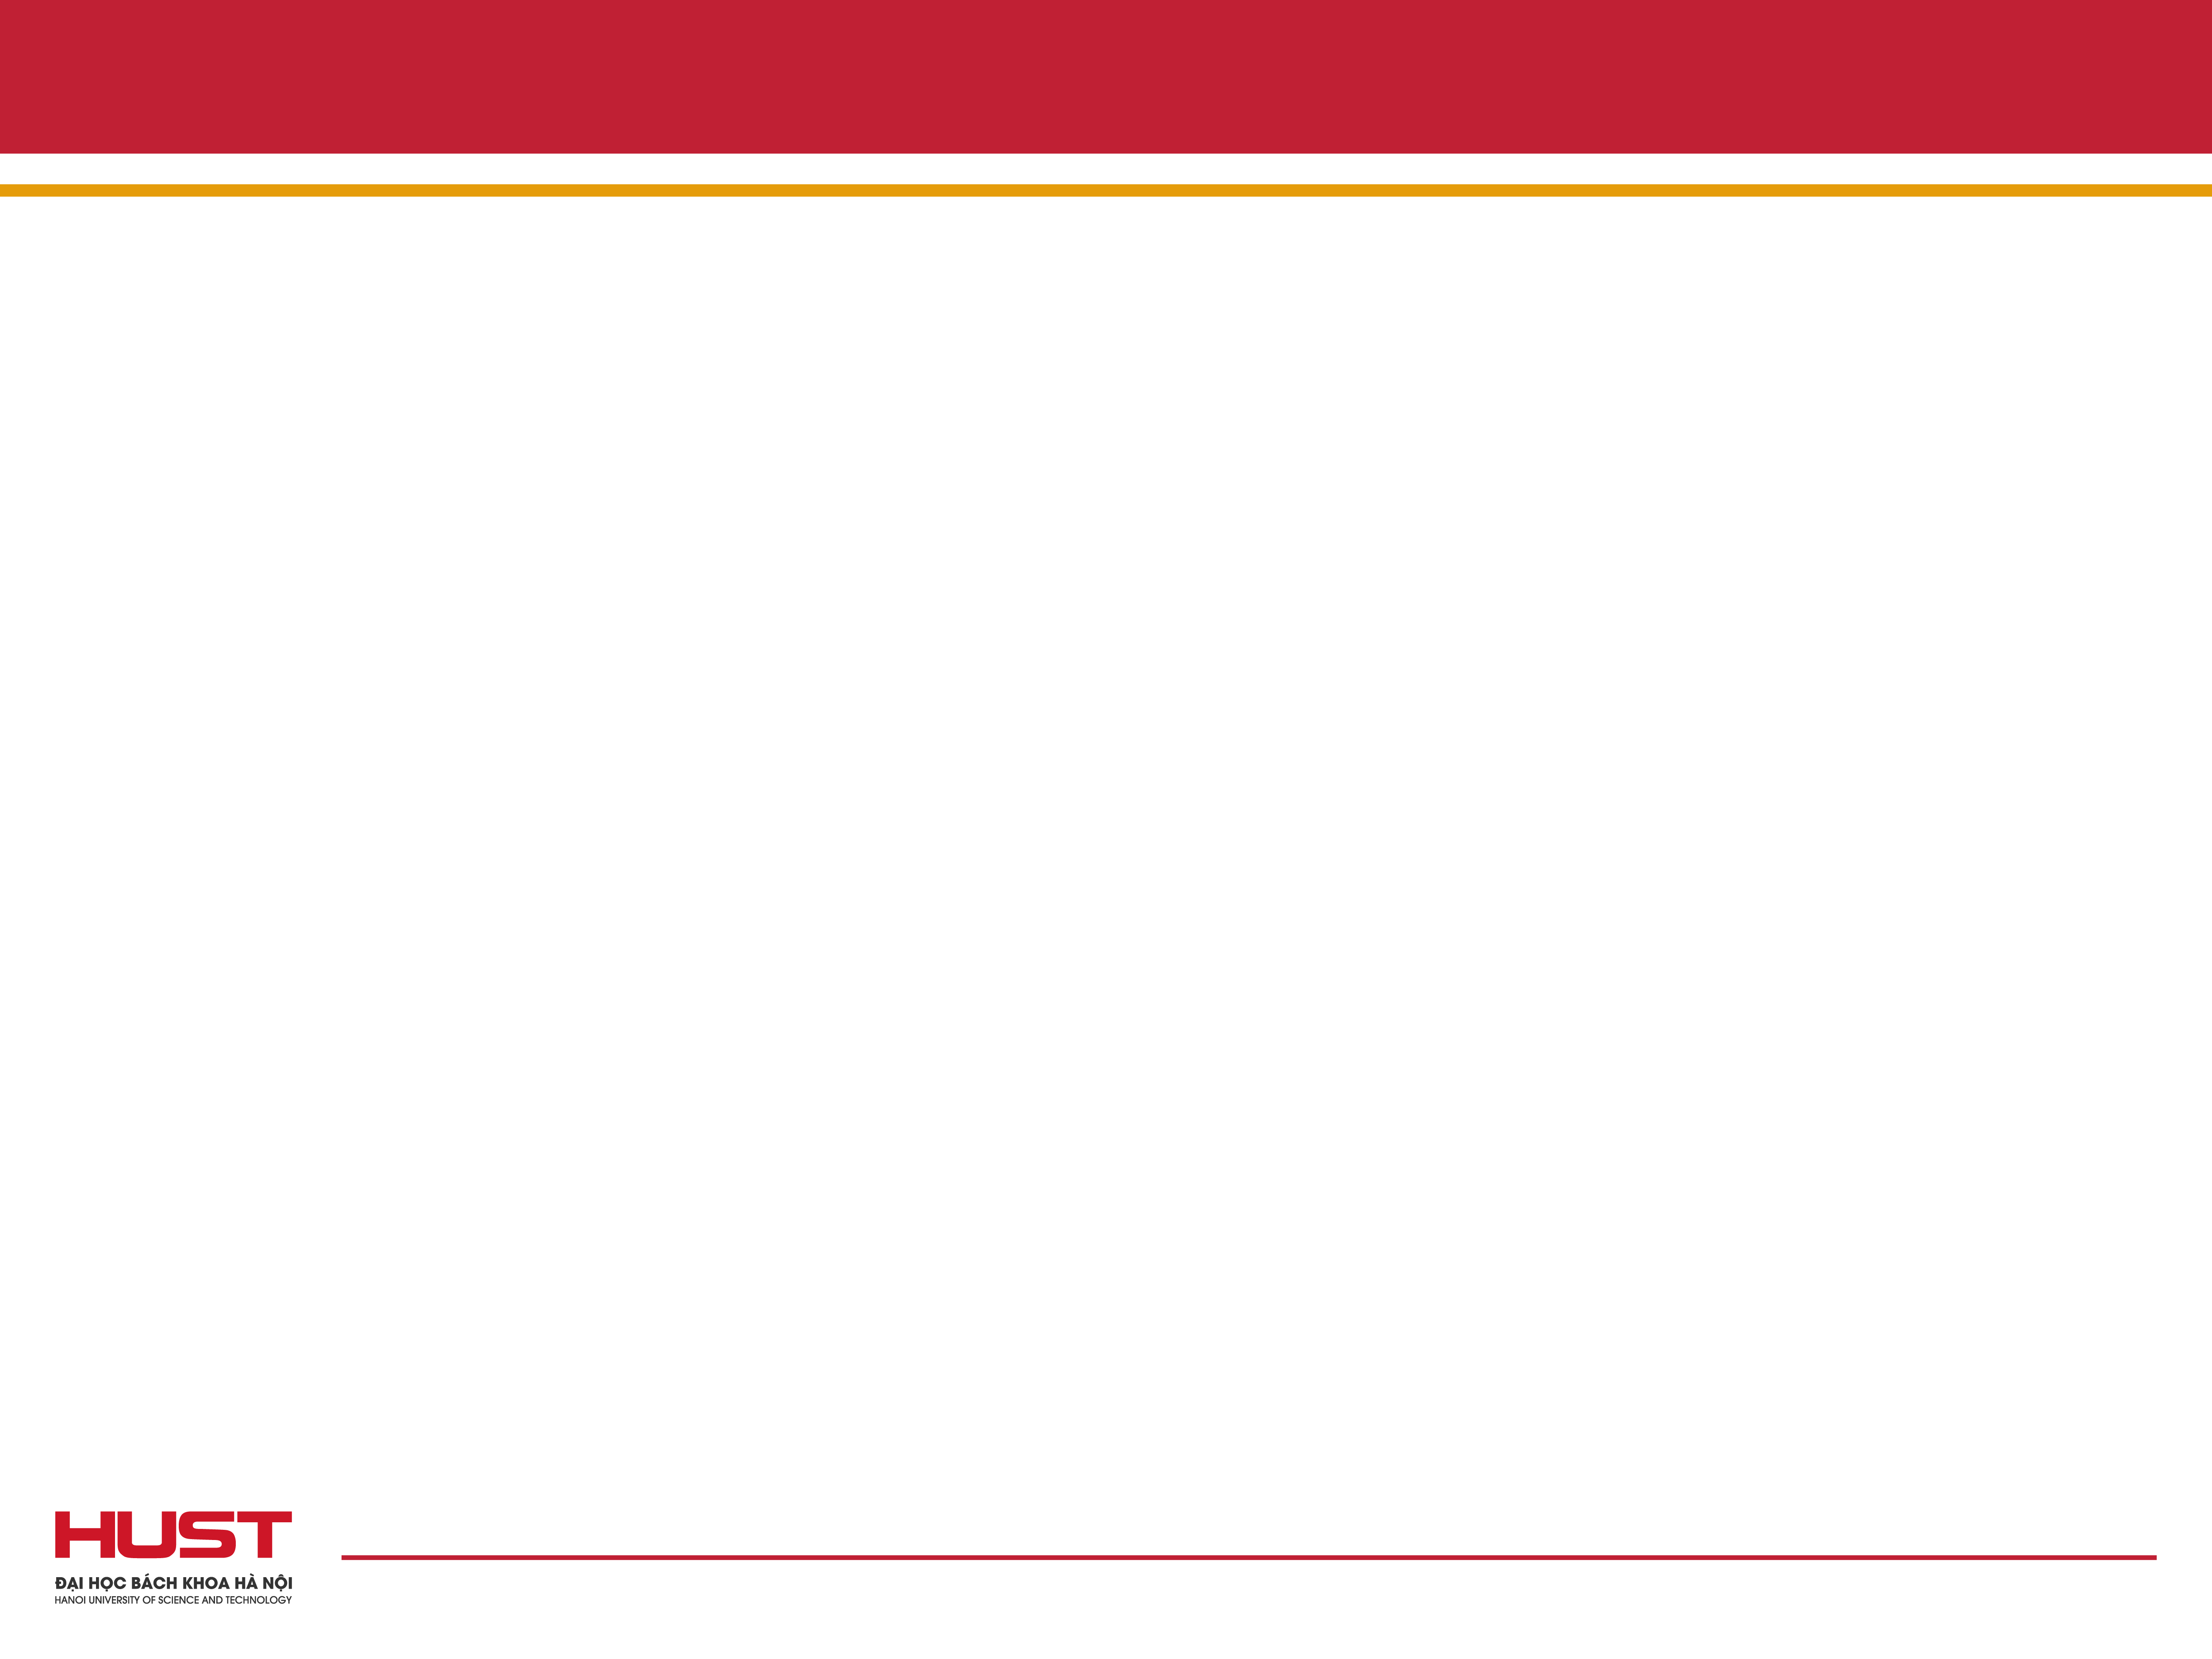 HUST
ĐẠI HỌC BÁCH KHOA HÀ NỘI
HANOI UNIVERSITY OF SCIENCE AND TECHNOLOGY